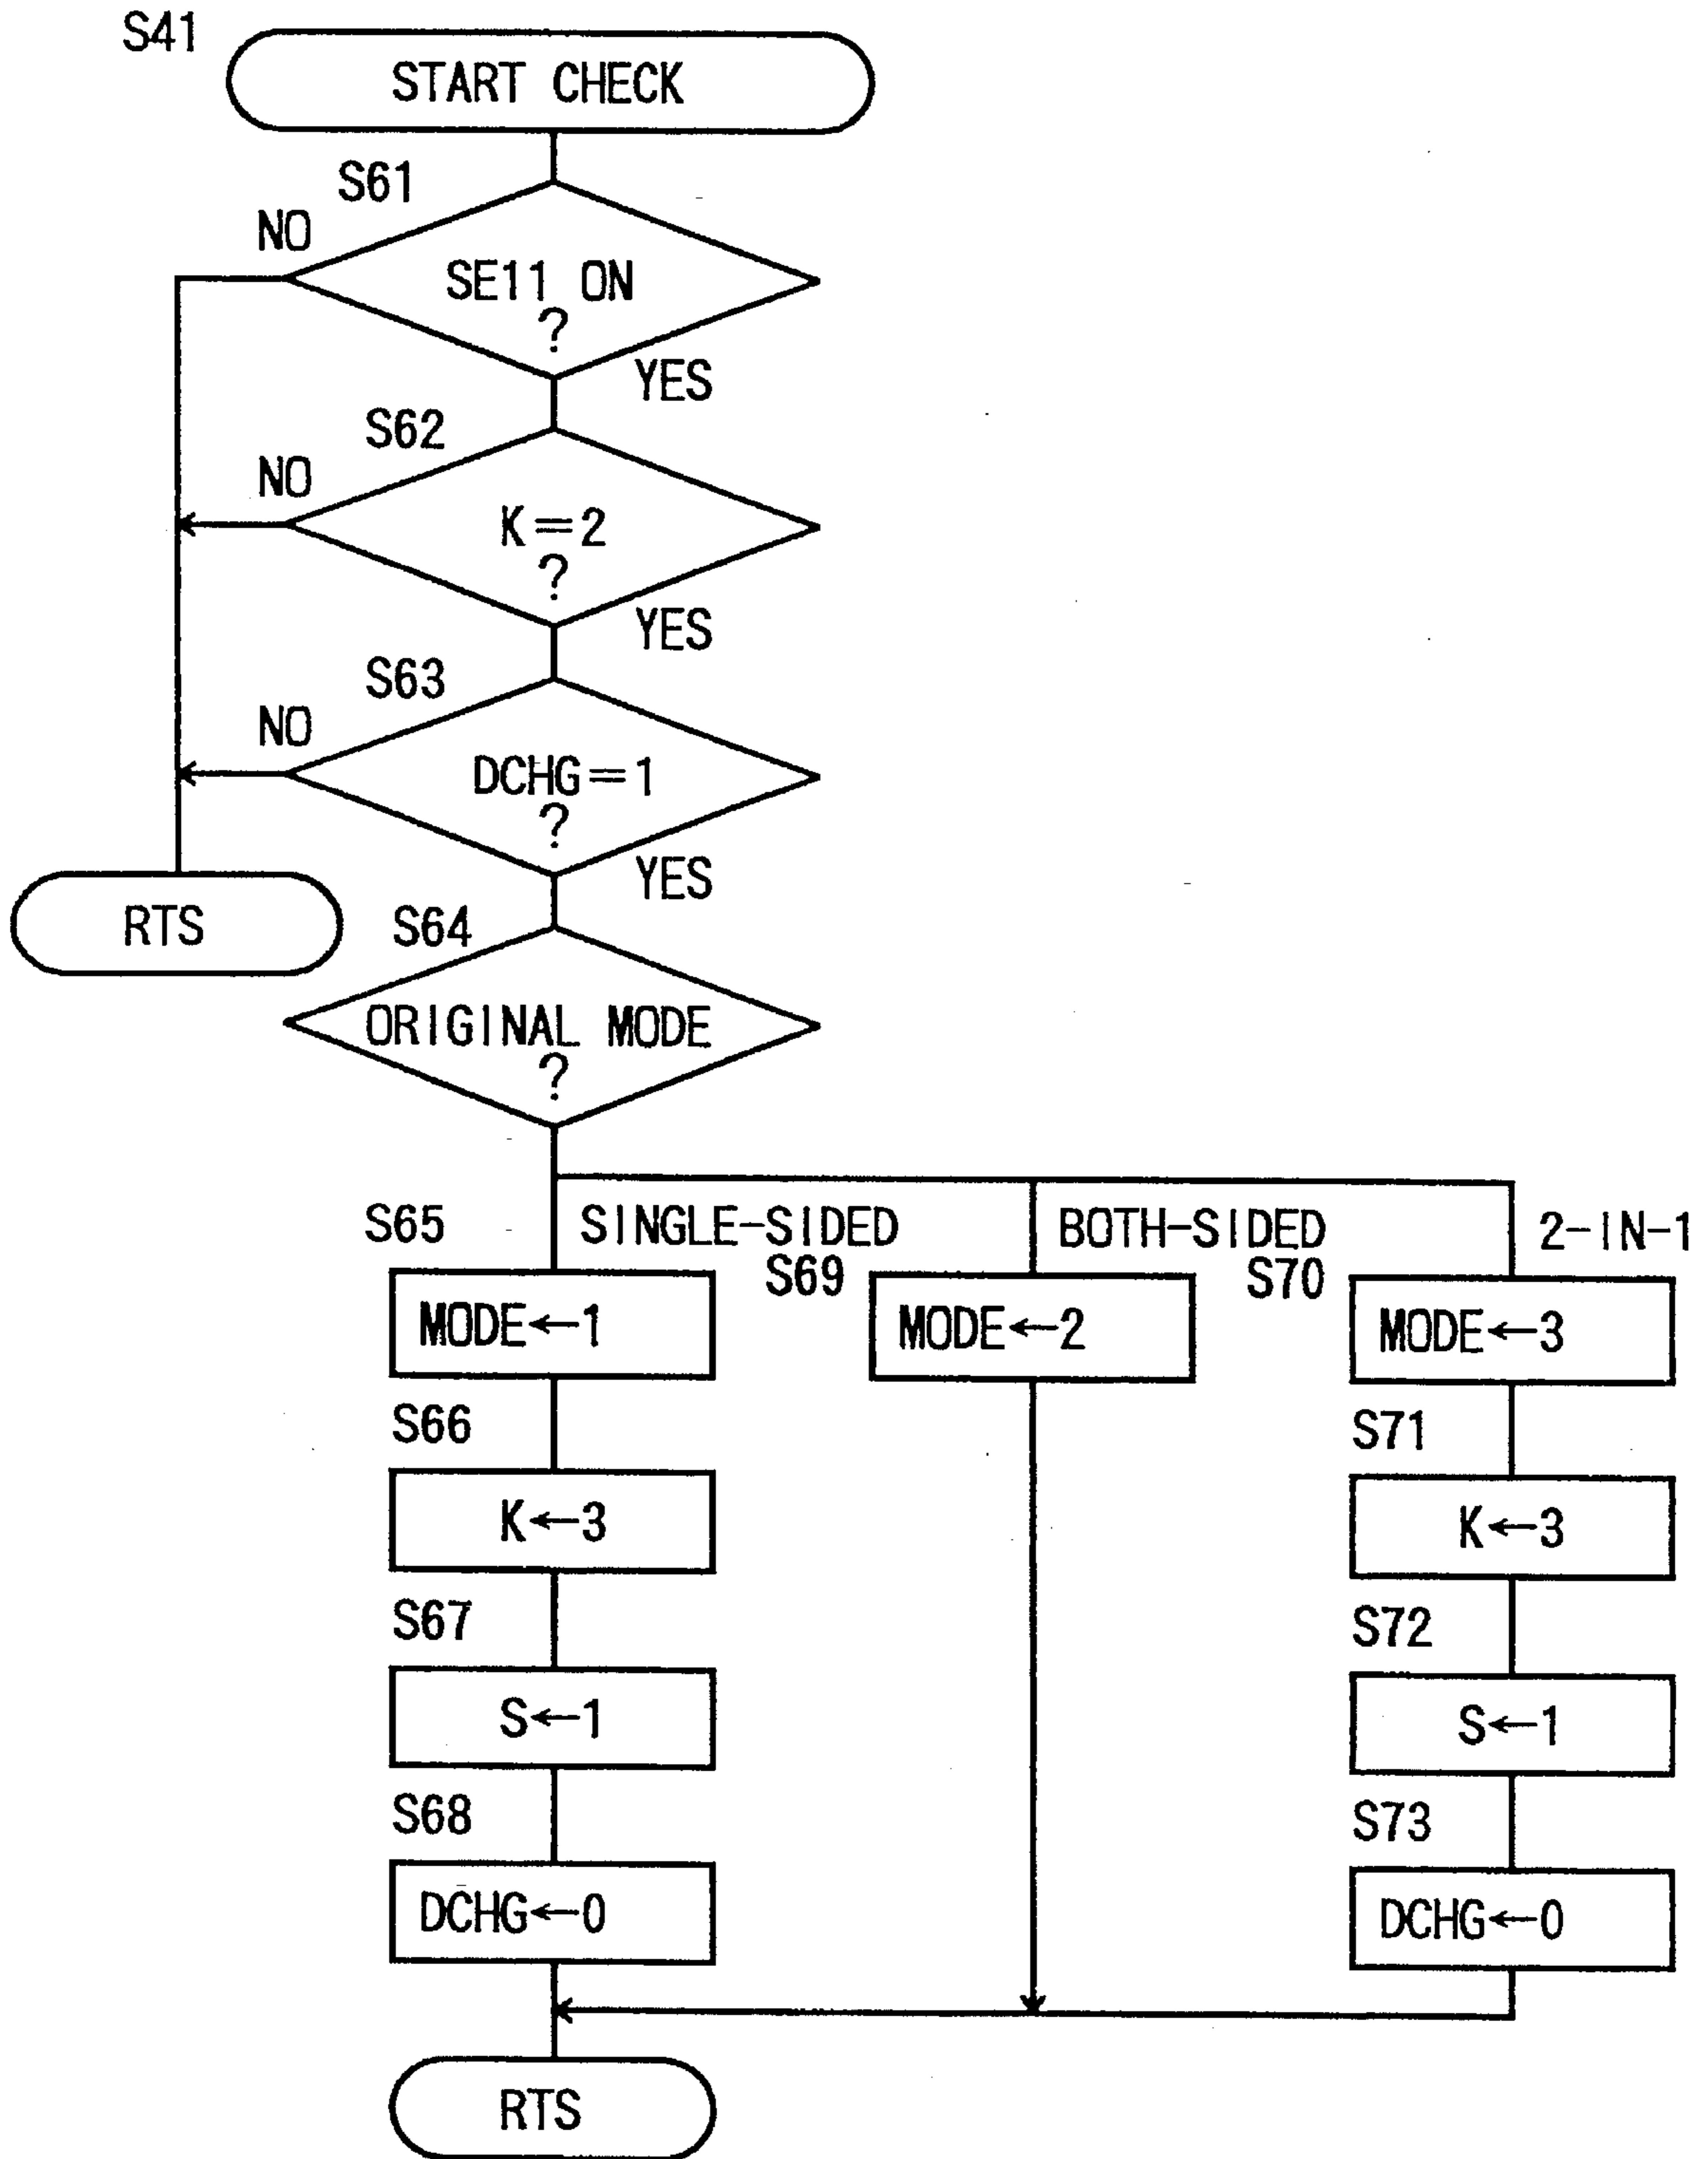 S41
START CHECK
S61
NO
SE11 ON
?
YES
S62
NO
K=2
?
YES
S63
NO
DCHG=1
?
YES
RTS
S64
ORIGINAL MODE
?
S65
SINGLE-SIDED
S69
BOTH-SIDED
S70
2-IN-1
MODE←1
MODE←2
MODE←3
S66
S71
K←3
K←3
S67
S72
S←1
S←1
S68
S73
DCHG←0
DCHG←0
RTS